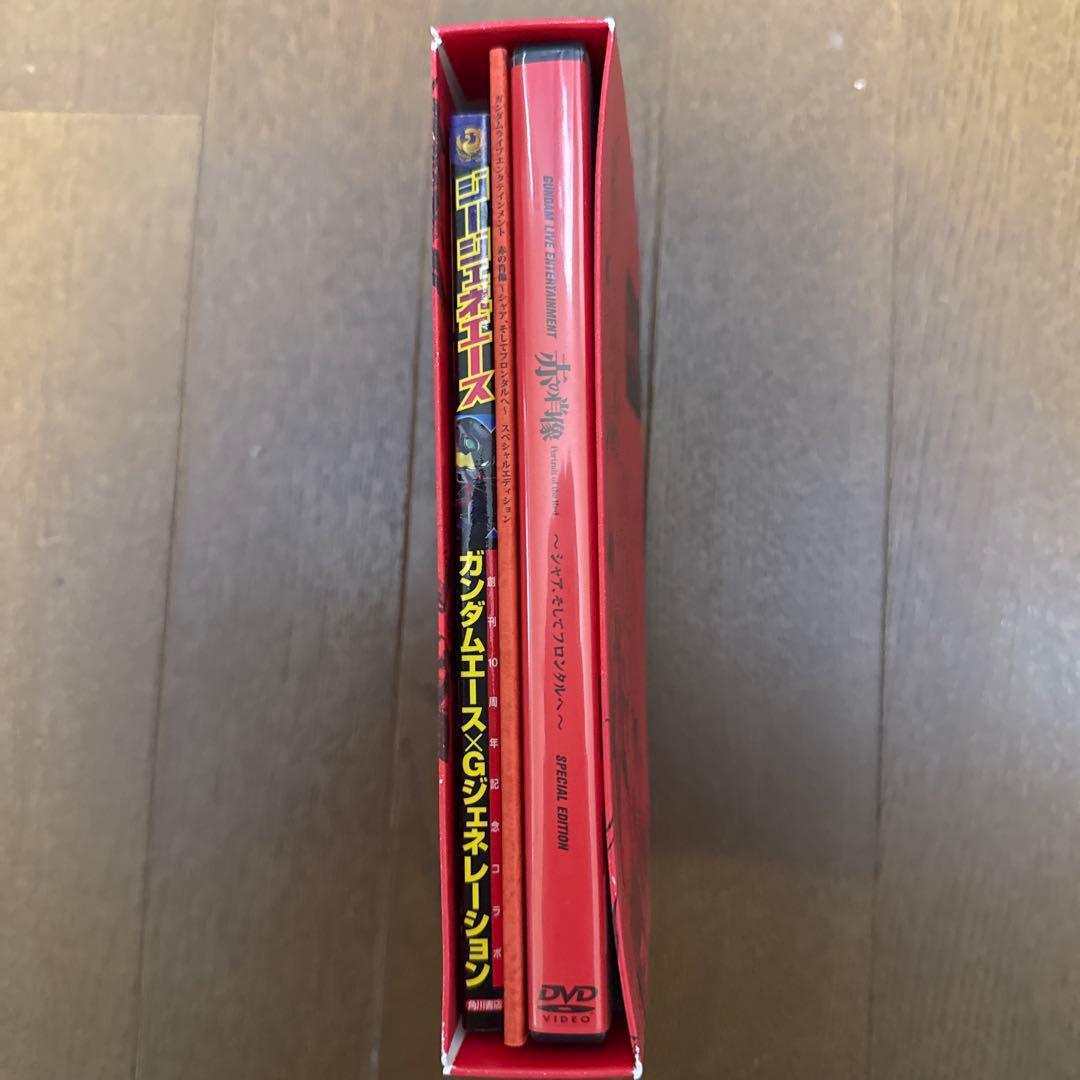 ジージェネエース
ガンダムエース×Gジェネレーション
創刊10周年記念コラボ
角川書店
ガンダムライブエンタテインメント 赤の肖像 ~シャア、そしてフロンタルへ~ スペシャルエディション
GUNDAM LIVE ENTERTAINMENT
赤の肖像
Portrait of the Red
~シャア、そしてフロンタルへ~
SPECIAL EDITION
DVD
VIDEO